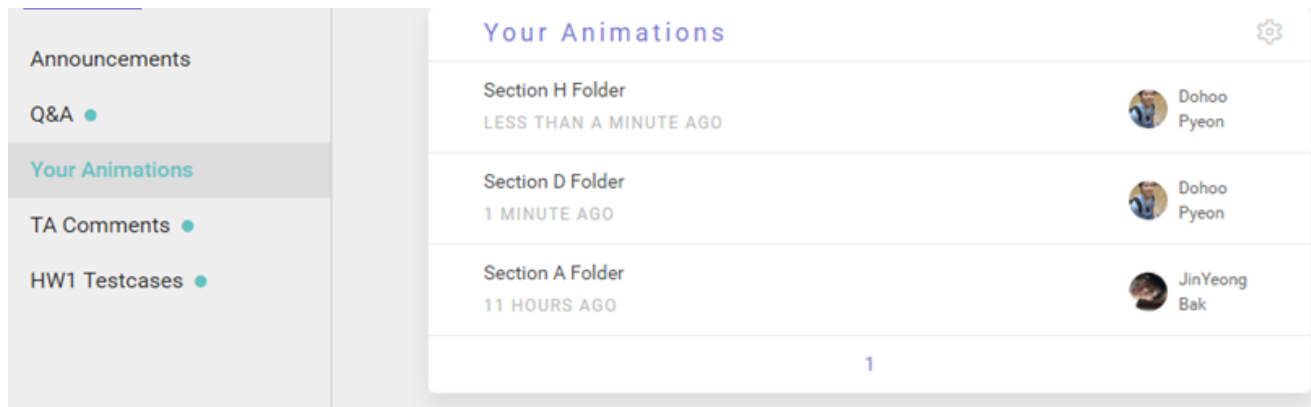 Announcements
Q&A
Your Animations
TA Comments
HW1 Testcases
Your Animations
Section H Folder
LESS THAN A MINUTE AGO
Dohoo
Pyeon
Section D Folder
1 MINUTE AGO
Dohoo
Pyeon
Section A Folder
11 HOURS AGO
JinYeong
Bak
1